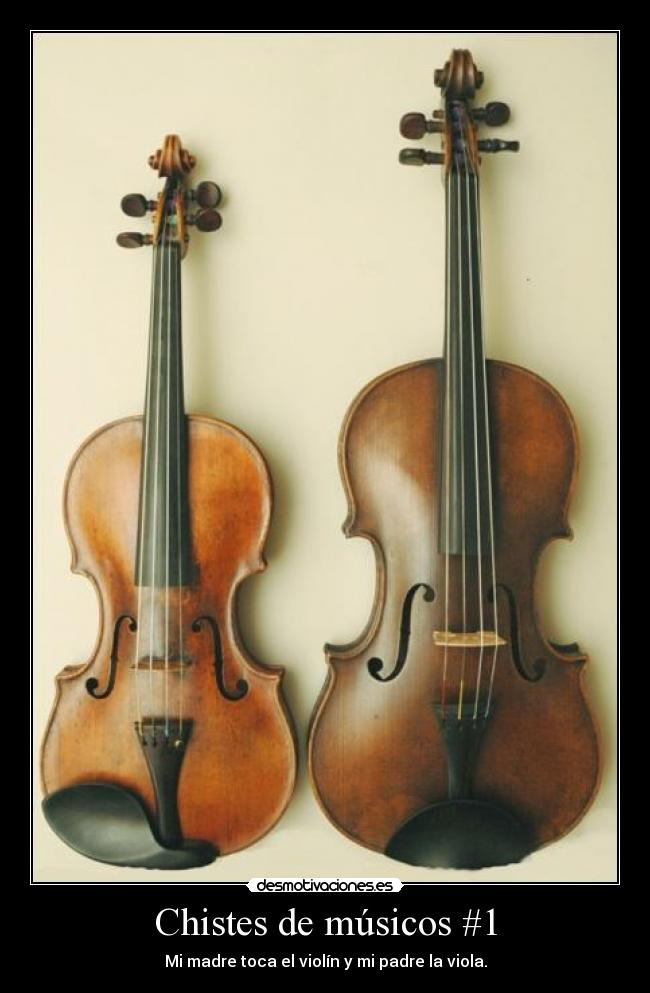 desmotivaciones.es
Chistes de músicos #1
Mi madre toca el violín y mi padre la viola.